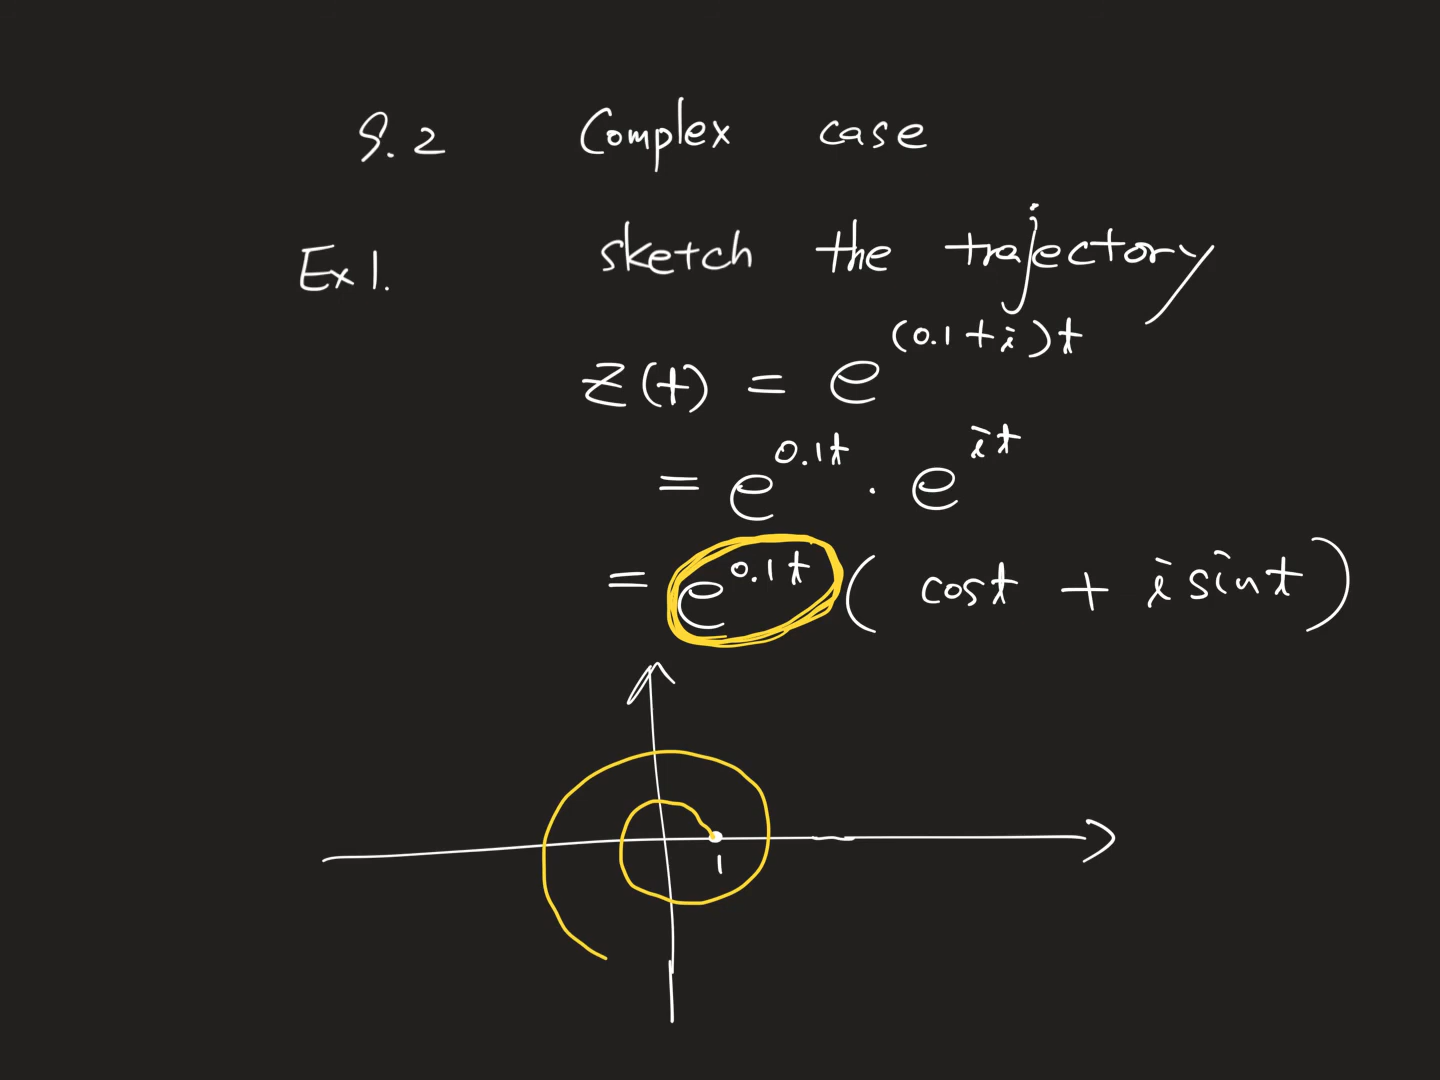 9.2 Complex case
Ex 1. sketch the trajectory
z(t) = e^{(0.1+i)t}
= e^{0.1t} · e^{it}
= e^{0.1t} ( cost + i sint )
1